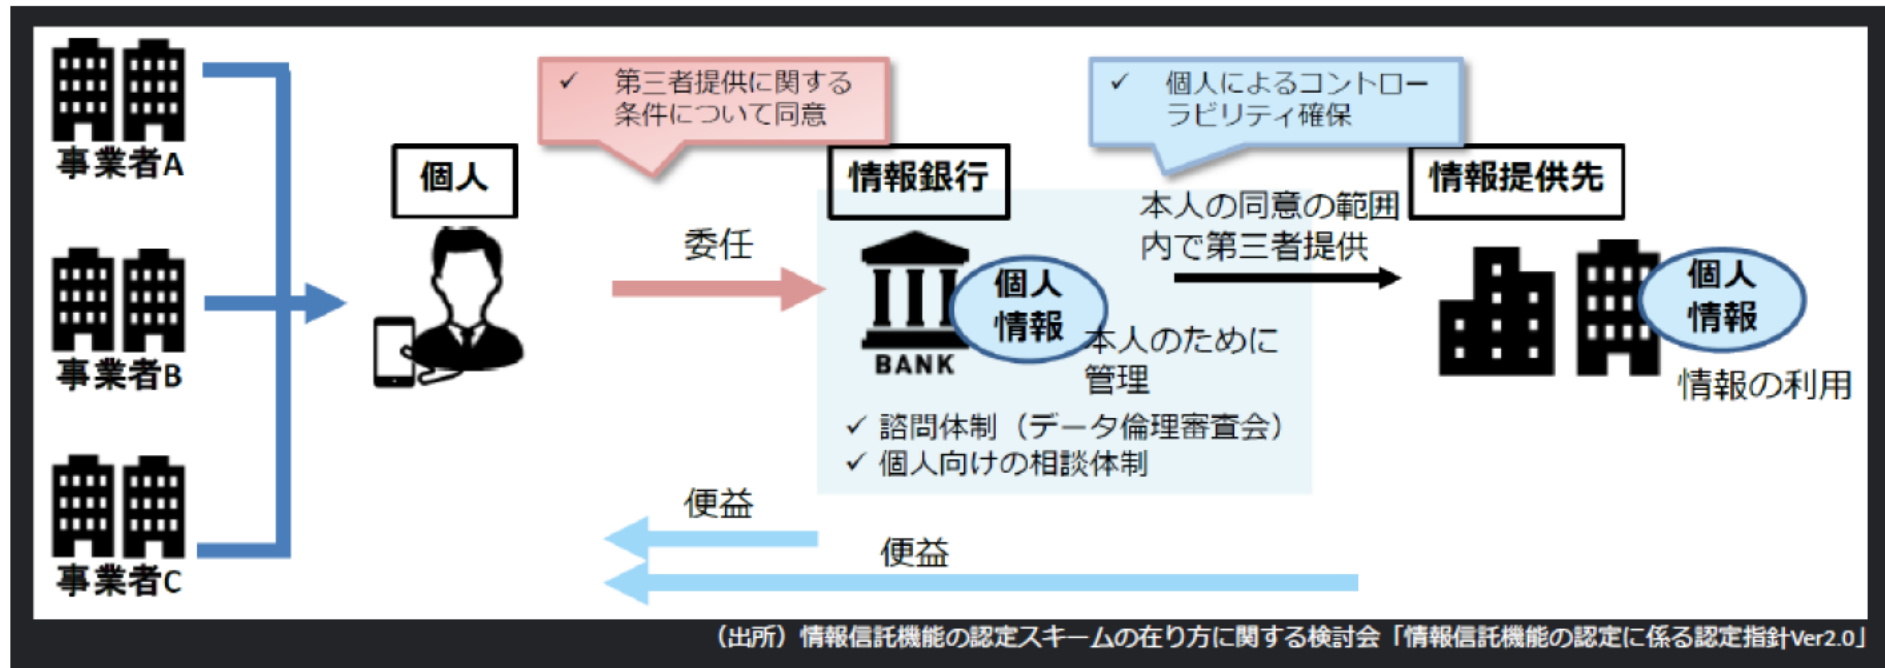 事業者A
事業者B
事業者C
個人
✓ 第三者提供に関する
条件について同意
委任
情報銀行
BANK
個人
情報
本人のために
管理
✓ 諮問体制（データ倫理審査会）
✓ 個人向けの相談体制
✓ 個人によるコントロー
ラビリティ確保
本人の同意の範囲
内で第三者提供
情報提供先
個人
情報
情報の利用
便益
便益
（出所）情報信託機能の認定スキームの在り方に関する検討会「情報信託機能の認定に係る認定指針Ver2.0」